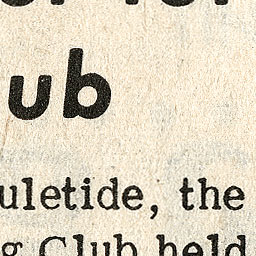 ub
uletide, the
g Club held